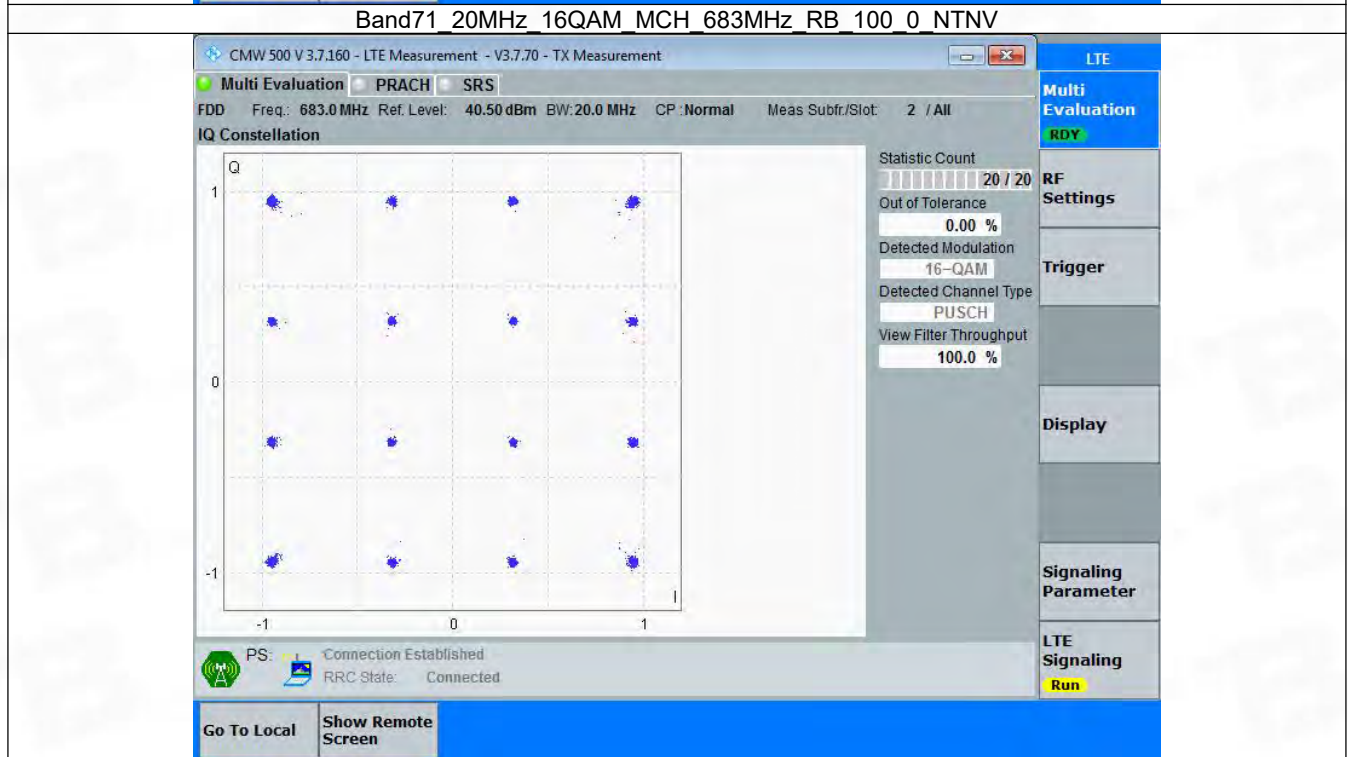 Band71_20MHz_16QAM_MCH_683MHz_RB_100_0_NTNV
CMW 500 V 3.7.160 - LTE Measurement - V3.7.70 - TX Measurement
LTE
Multi Evaluation PRACH SRS
FDD Freq.: 683.0 MHz Ref. Level: 40.50 dBm BW: 20.0 MHz CP :Normal Meas Subfr./Slot: 2 / All
IQ Constellation
Q
1
0
-1
-1 0 1
I
Statistic Count
20 / 20
Out of Tolerance
0.00 %
Detected Modulation
16-QAM
Detected Channel Type
PUSCH
View Filter Throughput
100.0 %
Multi
Evaluation
RDY
RF
Settings
Trigger
Display
Signaling
Parameter
LTE
Signaling
Run
PS: Connection Established
RRC State: Connected
Go To Local
Show Remote
Screen